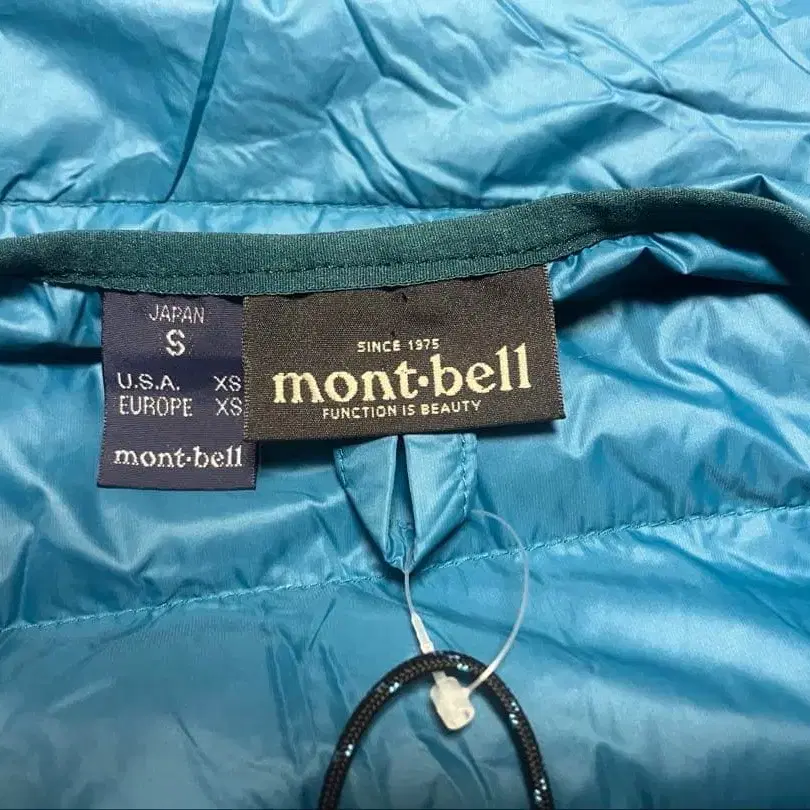 JAPAN
S
U.S.A. XS
EUROPE XS
mont·bell
SINCE 1975
mont·bell
FUNCTION IS BEAUTY